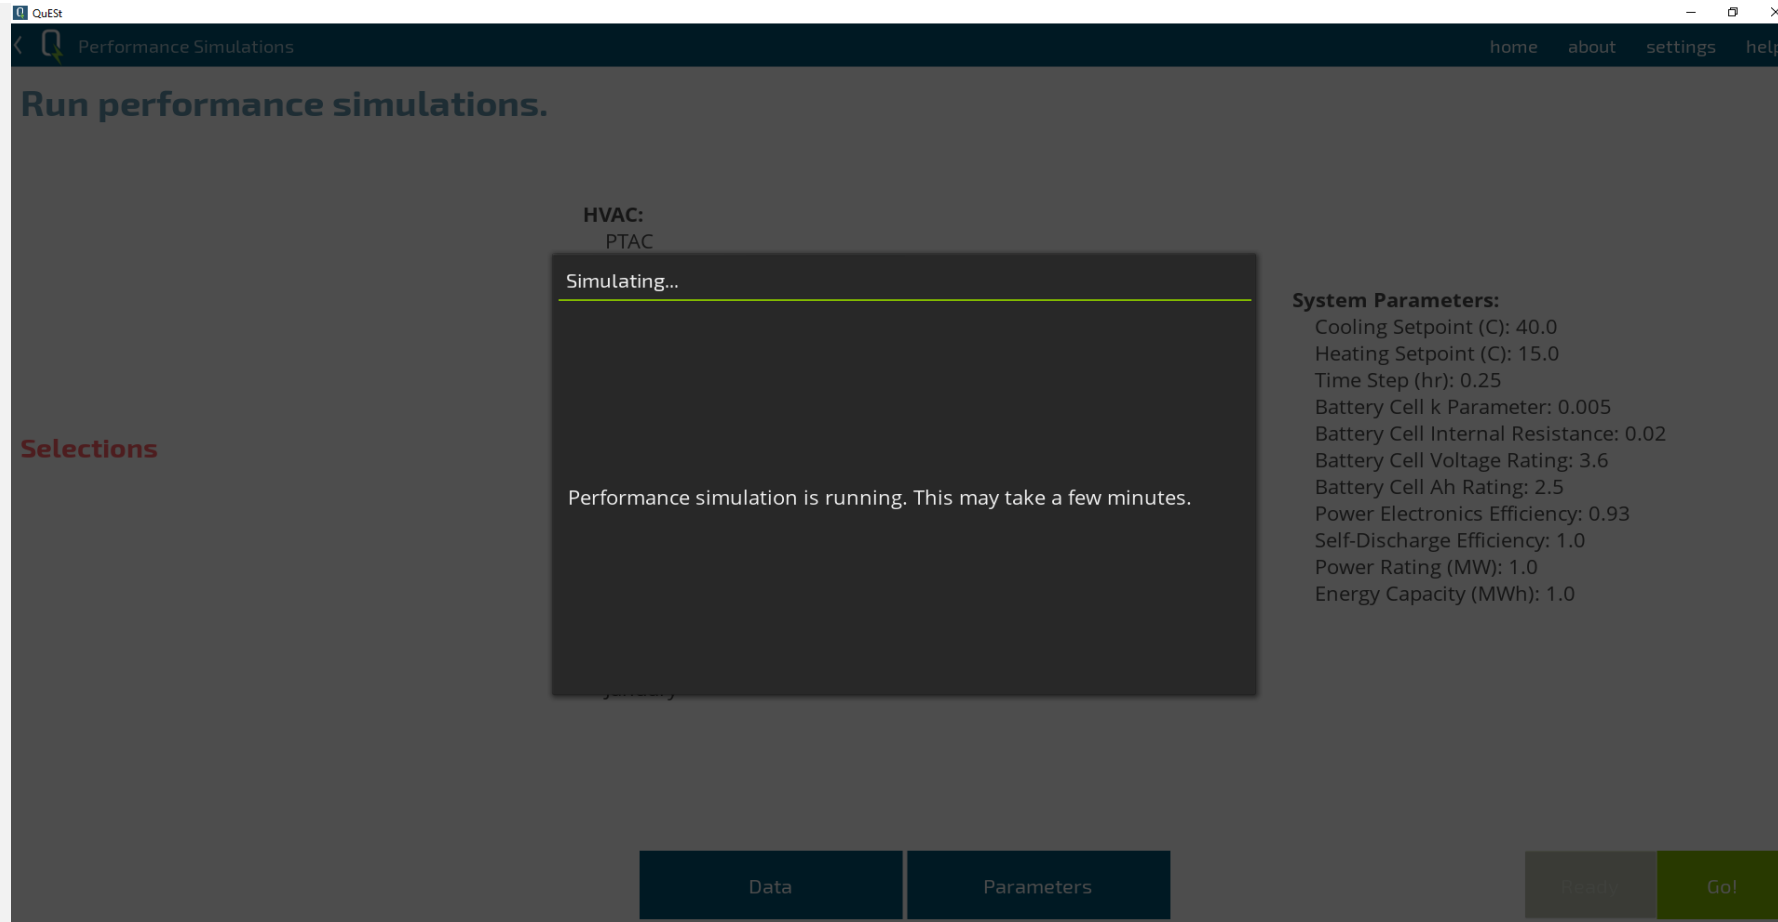 QuESt
Performance Simulations
home about settings help
Run performance simulations.
HVAC:
PTAC
Simulating...
Performance simulation is running. This may take a few minutes.
Selections
System Parameters:
Cooling Setpoint (C): 40.0
Heating Setpoint (C): 15.0
Time Step (hr): 0.25
Battery Cell k Parameter: 0.005
Battery Cell Internal Resistance: 0.02
Battery Cell Voltage Rating: 3.6
Battery Cell Ah Rating: 2.5
Power Electronics Efficiency: 0.93
Self-Discharge Efficiency: 1.0
Power Rating (MW): 1.0
Energy Capacity (MWh): 1.0
January
Data
Parameters
Ready
Go!